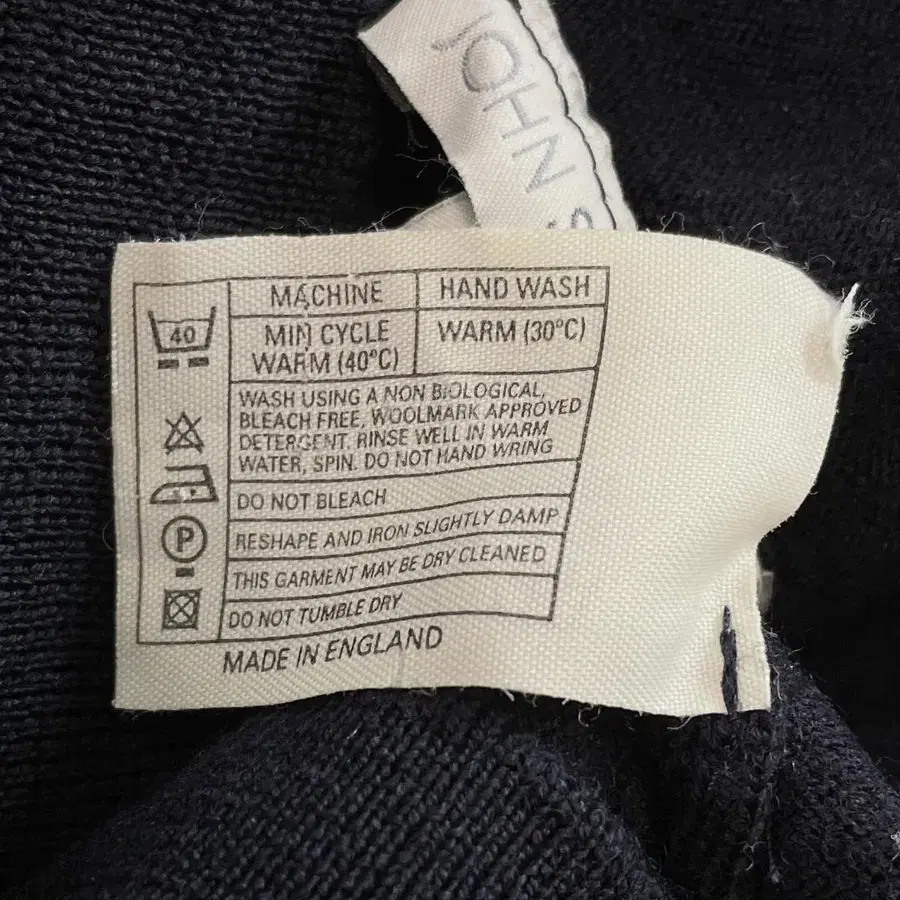 JOHN S
40
MACHINE
HAND WASH
MIN CYCLE
WARM (40°C)
WARM (30°C)
WASH USING A NON BIOLOGICAL,
BLEACH FREE, WOOLMARK APPROVED
DETERGENT. RINSE WELL IN WARM
WATER, SPIN. DO NOT HAND WRING
DO NOT BLEACH
RESHAPE AND IRON SLIGHTLY DAMP
P
THIS GARMENT MAY BE DRY CLEANED
DO NOT TUMBLE DRY
MADE IN ENGLAND